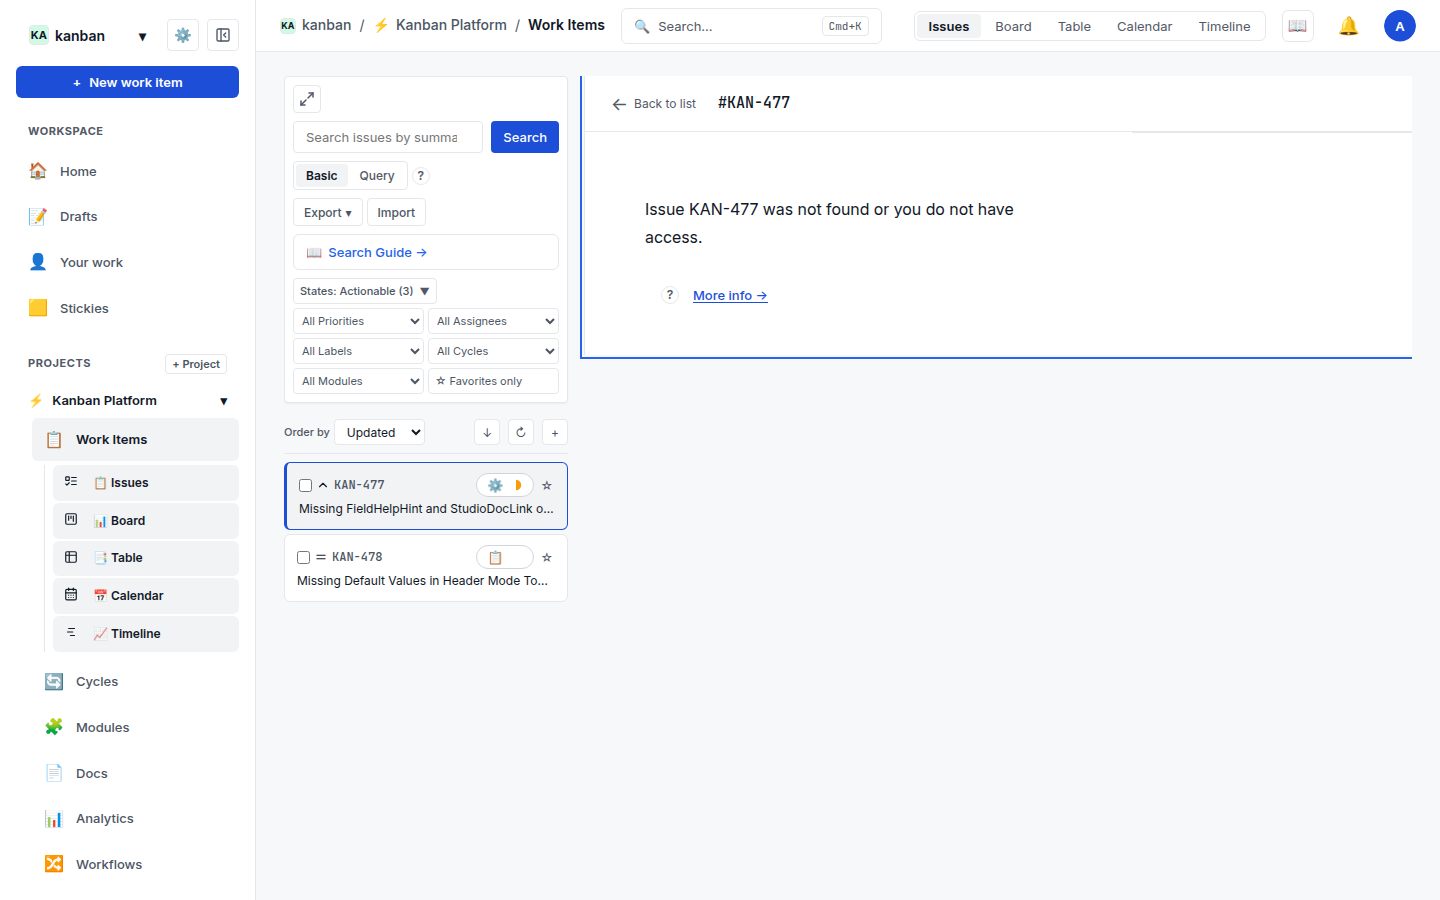 KA kanban ▾
+ New work item
WORKSPACE
🏠 Home
📝 Drafts
👤 Your work
🟨 Stickies
PROJECTS + Project
⚡ Kanban Platform ▾
📋 Work Items
📋 Issues
📊 Board
📑 Table
📅 Calendar
📈 Timeline
🔄 Cycles
🧩 Modules
📄 Docs
📊 Analytics
🔀 Workflows
KA kanban / ⚡ Kanban Platform / Work Items
🔍 Search... Cmd+K
Issues Board Table Calendar Timeline
A
Search issues by summa
Search
Basic Query ?
Export ▾ Import
📖 Search Guide →
States: Actionable (3) ▼
All Priorities All Assignees
All Labels All Cycles
All Modules ☆ Favorites only
Order by Updated ↓ ↻ +
KAN-477 ☆
Missing FieldHelpHint and StudioDocLink o...
KAN-478 ☆
Missing Default Values in Header Mode To...
← Back to list #KAN-477
Issue KAN-477 was not found or you do not have
access.
? More info →